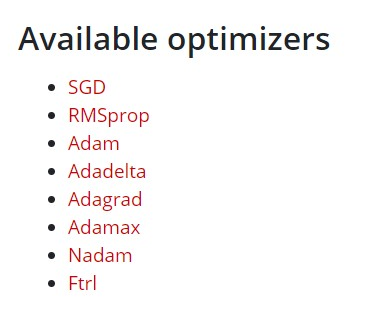 Available optimizers
SGD
RMSprop
Adam
Adadelta
Adagrad
Adamax
Nadam
Ftrl